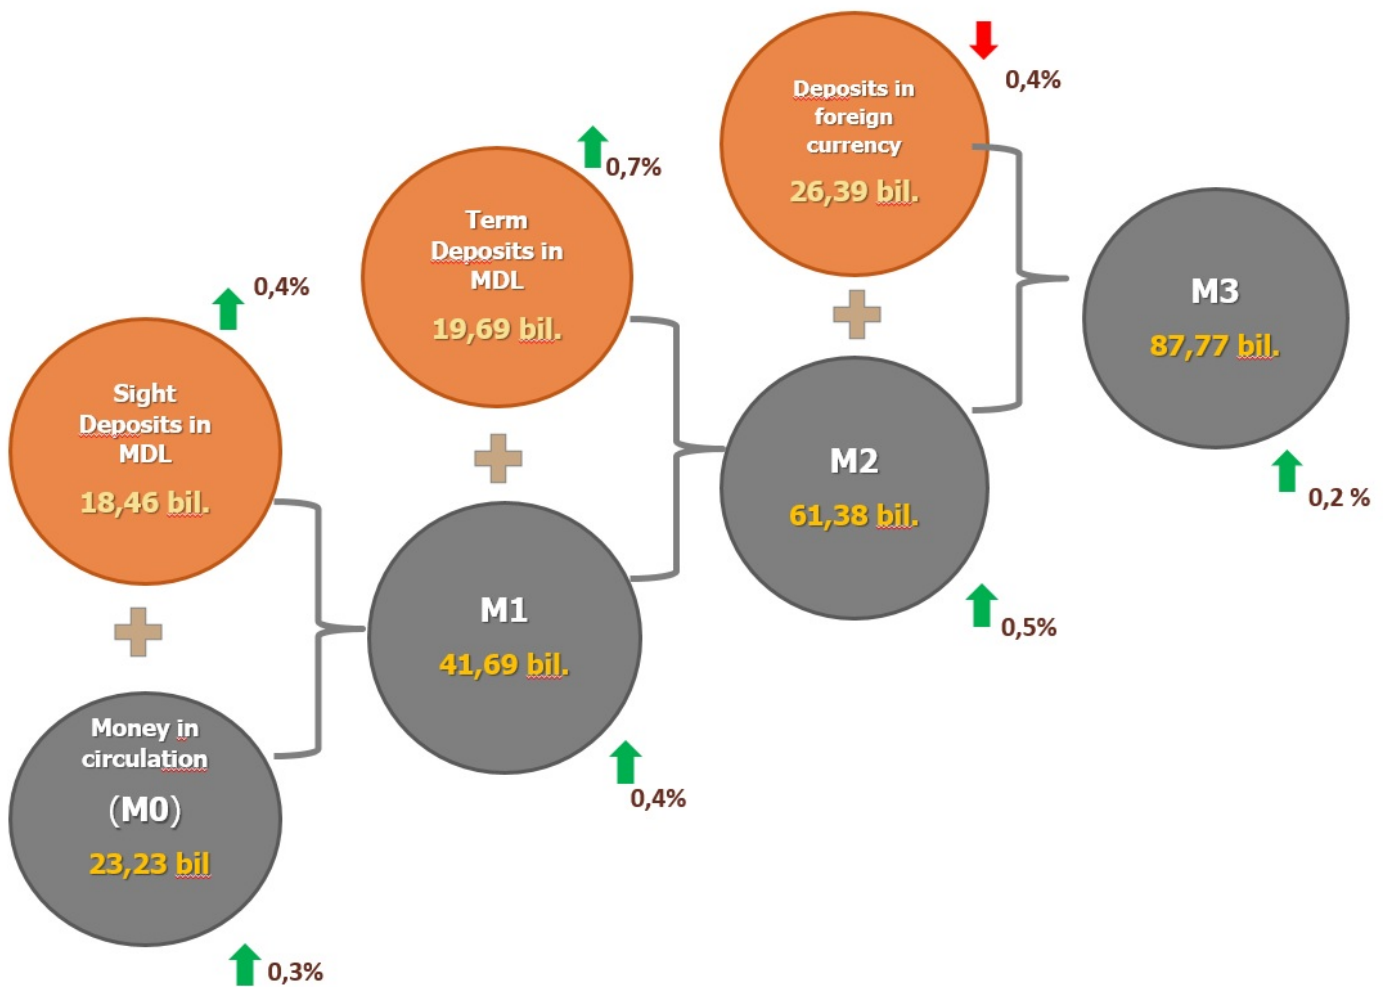 0,4%
Sight
Deposits in
MDL
18,46 bil.
Money in
circulation
(M0)
23,23 bil
0,3%
0,7%
Term
Deposits in
MDL
19,69 bil.
M1
41,69 bil.
0,4%
0,4%
Deposits in
foreign
currency
26,39 bil.
M2
61,38 bil.
0,5%
M3
87,77 bil.
0,2 %